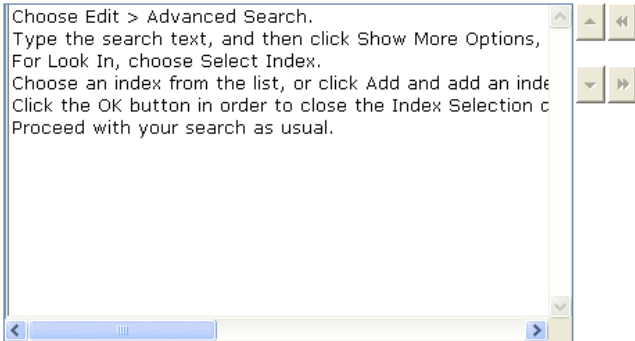 Choose Edit > Advanced Search.
Type the search text, and then click Show More Options,
For Look In, choose Select Index.
Choose an index from the list, or click Add and add an inde
Click the OK button in order to close the Index Selection
Proceed with your search as usual.